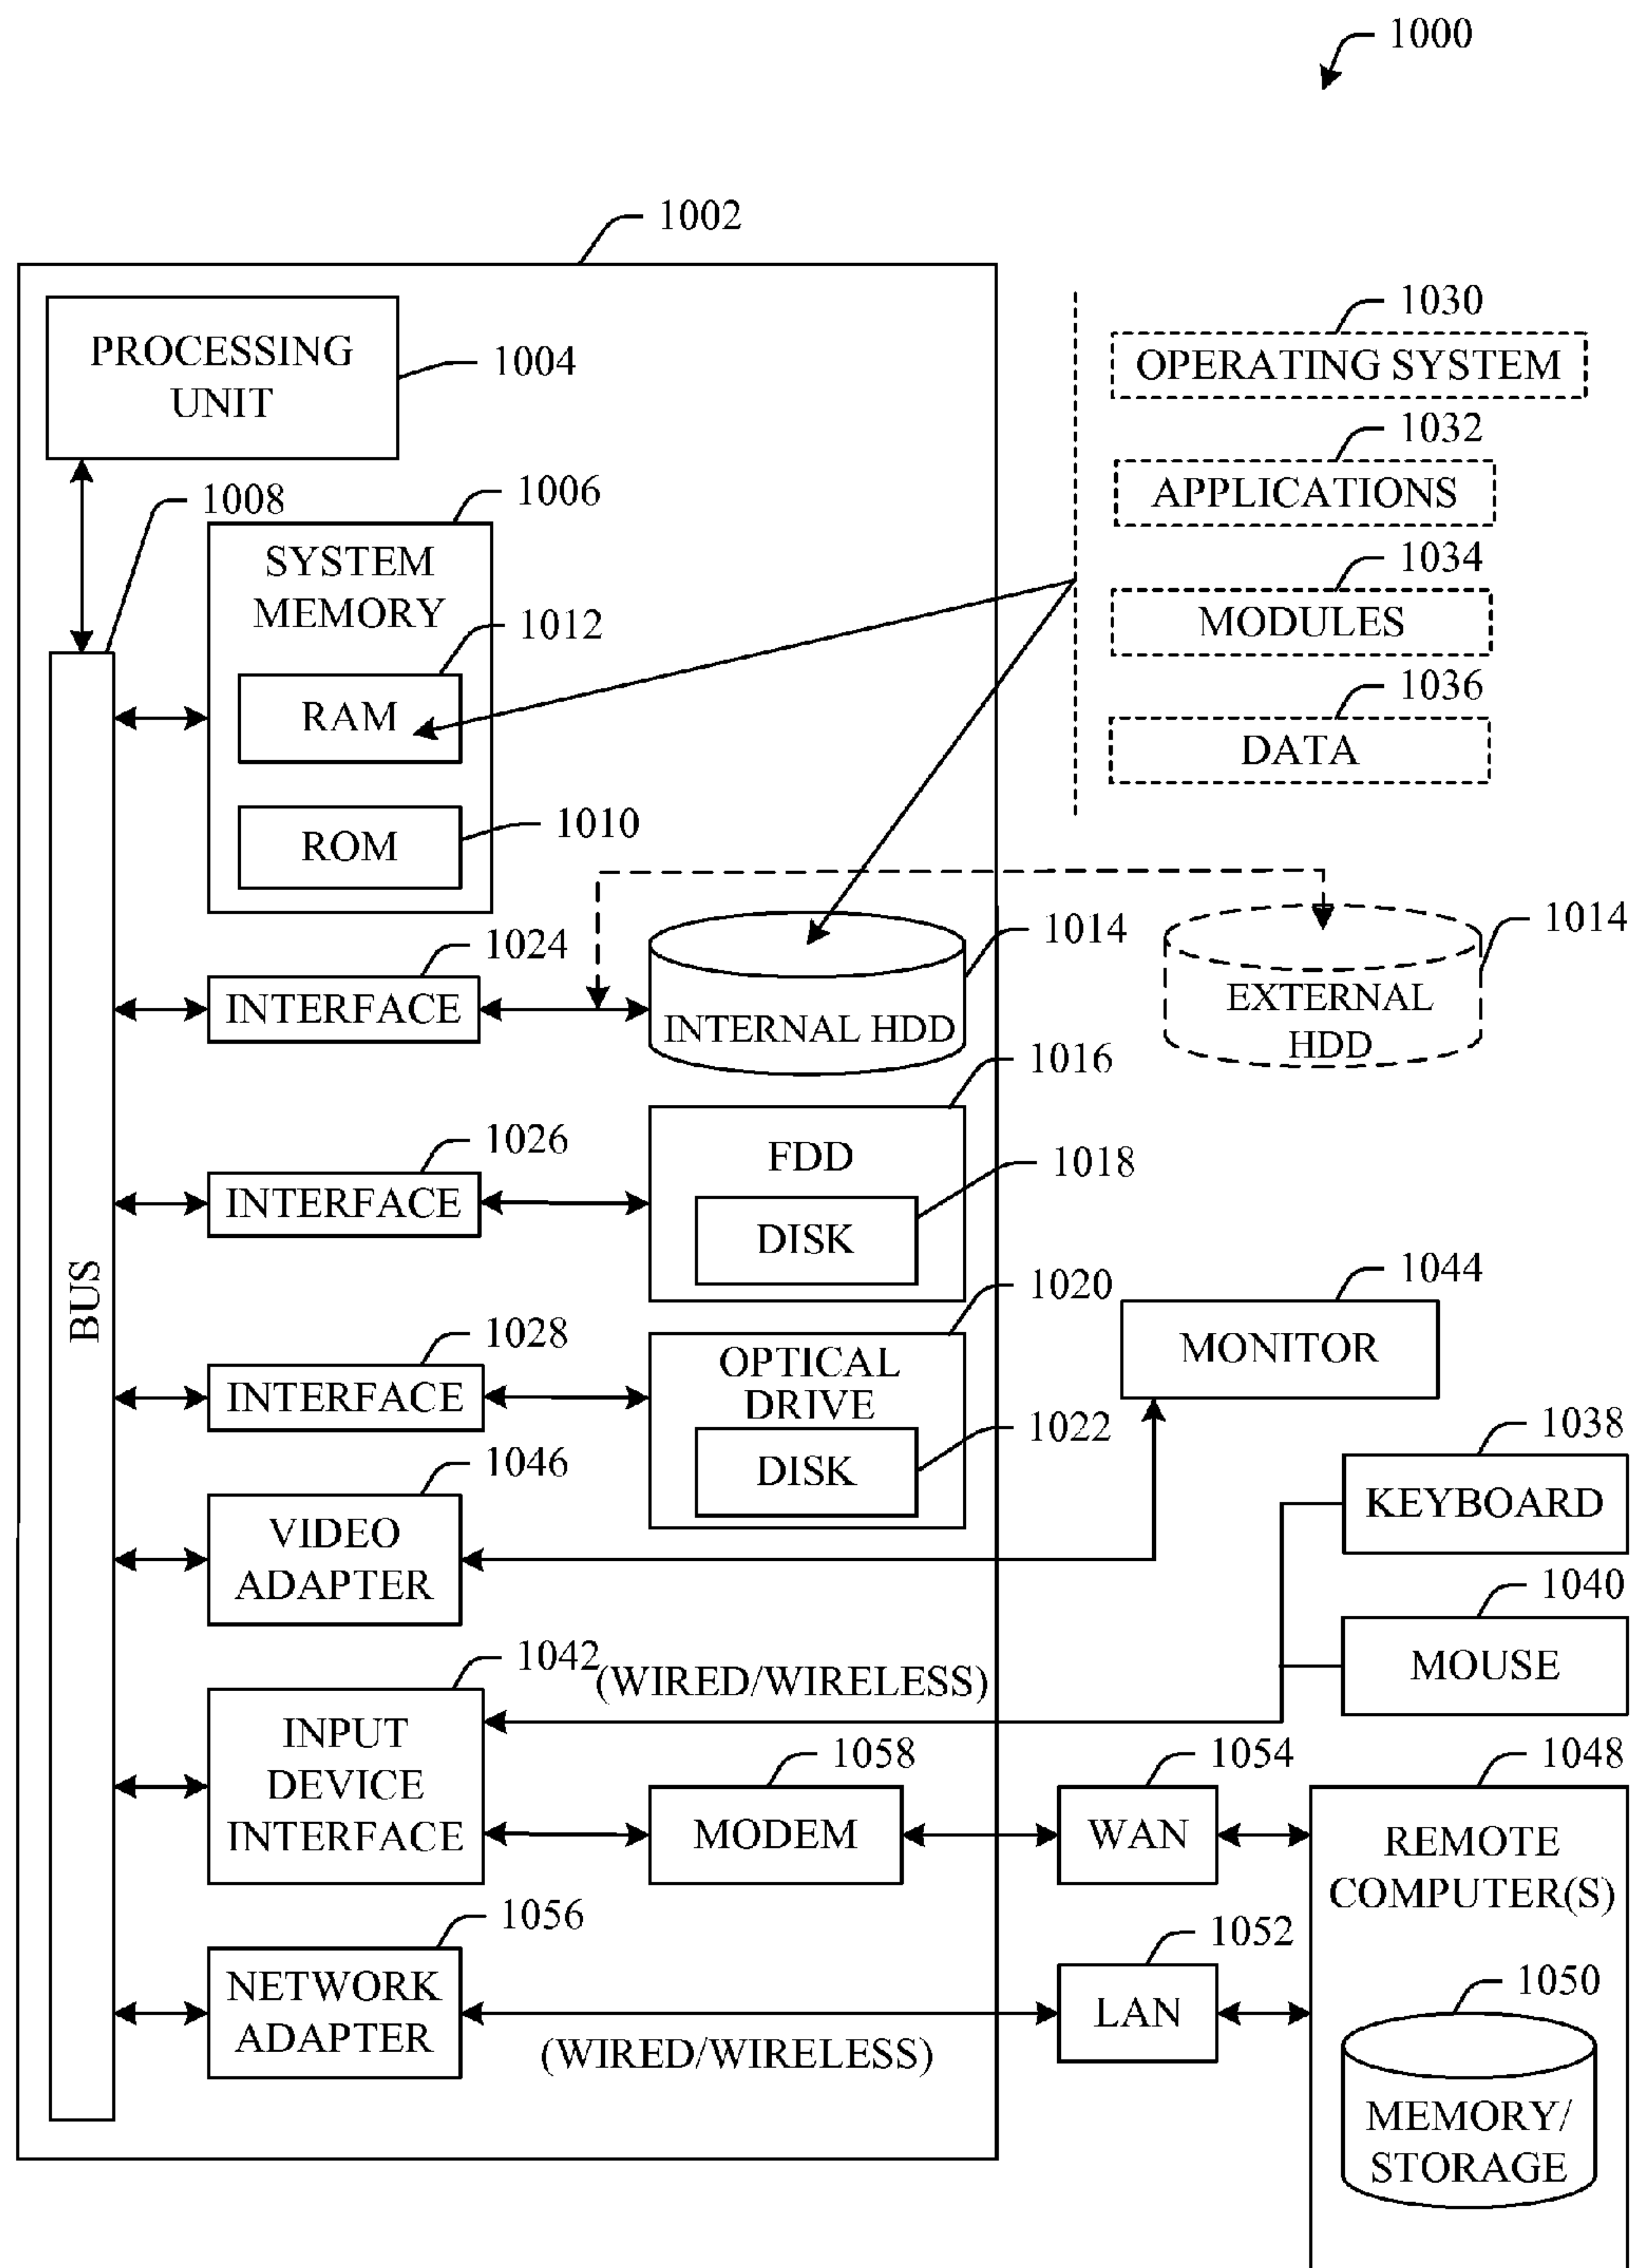 1000
1002
PROCESSING
UNIT
1004
1030
OPERATING SYSTEM
1032
APPLICATIONS
1034
MODULES
1036
DATA
1008
1006
SYSTEM
MEMORY
1012
RAM
1010
ROM
1024
INTERFACE
1014
INTERNAL HDD
1014
EXTERNAL
HDD
1026
INTERFACE
1016
FDD
1018
DISK
BUS
1028
INTERFACE
1020
OPTICAL
DRIVE
1022
DISK
1044
MONITOR
1046
VIDEO
ADAPTER
1038
KEYBOARD
1040
MOUSE
1042
(WIRED/WIRELESS)
INPUT
DEVICE
INTERFACE
1058
MODEM
1054
WAN
1048
REMOTE
COMPUTER(S)
1056
NETWORK
ADAPTER
(WIRED/WIRELESS)
1052
LAN
1050
MEMORY/
STORAGE